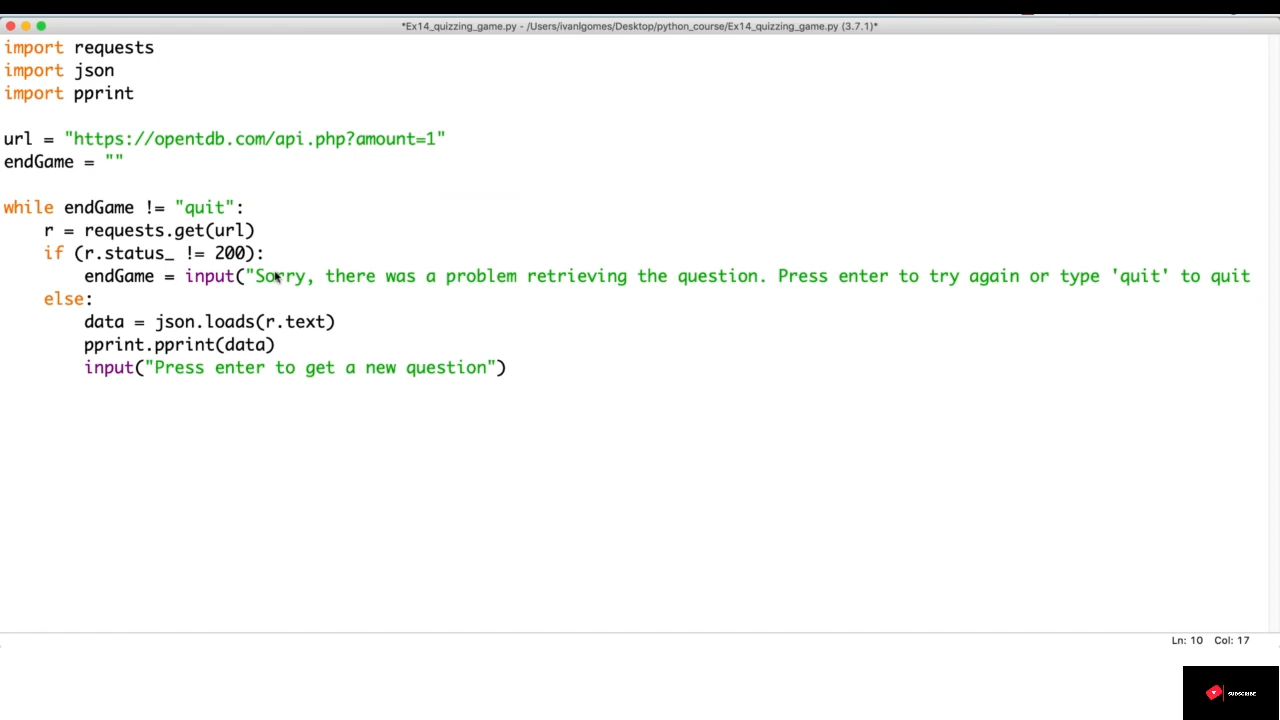 *Ex14_quizzing_game.py - /Users/ivanlgomes/Desktop/python_course/Ex14_quizzing_game.py (3.7.1)*
import requests
import json
import pprint
url = "https://opentdb.com/api.php?amount=1"
endGame = ""
while endGame != "quit":
    r = requests.get(url)
    if (r.status_ != 200):
        endGame = input("Sorry, there was a problem retrieving the question. Press enter to try again or type 'quit' to quit
    else:
        data = json.loads(r.text)
        pprint.pprint(data)
        input("Press enter to get a new question")
Ln: 10 Col: 17
SUBSCRIBE